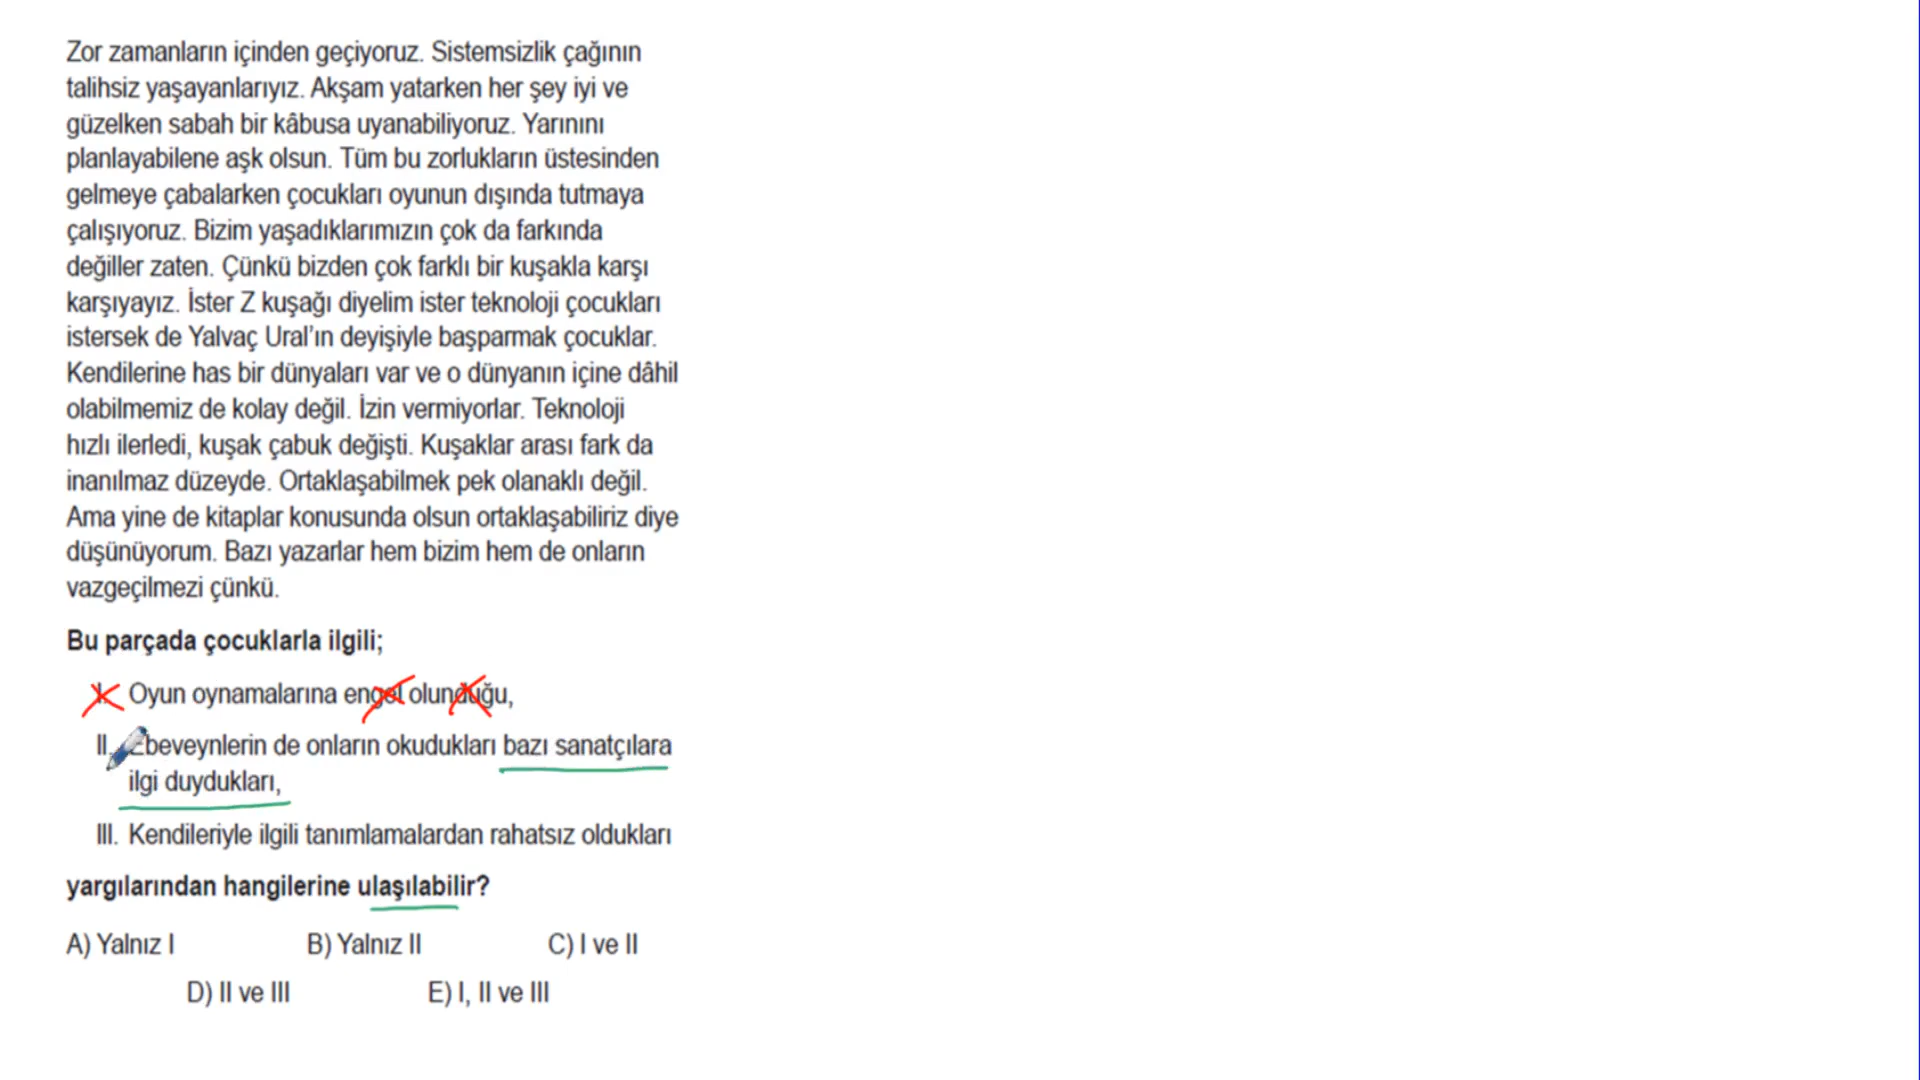 Zor zamanların içinden geçiyoruz. Sistemsizlik çağının
talihsiz yaşayanlarıyız. Akşam yatarken her şey iyi ve
güzelken sabah bir kâbusa uyanabiliyoruz. Yarınını
planlayabilene aşk olsun. Tüm bu zorlukların üstesinden
gelmeye çabalarken çocukları oyunun dışında tutmaya
çalışıyoruz. Bizim yaşadıklarımızın çok da farkında
değiller zaten. Çünkü bizden çok farklı bir kuşakla karşı
karşıyayız. İster Z kuşağı diyelim ister teknoloji çocukları
istersek de Yalvaç Ural’ın deyişiyle başparmak çocuklar.
Kendilerine has bir dünyaları var ve o dünyanın içine dâhil
olabilmemiz de kolay değil. İzin vermiyorlar. Teknoloji
hızlı ilerledi, kuşak çabuk değişti. Kuşaklar arası fark da
inanılmaz düzeyde. Ortaklaşabilmek pek olanaklı değil.
Ama yine de kitaplar konusunda olsun ortaklaşabiliriz diye
düşünüyorum. Bazı yazarlar hem bizim hem de onların
vazgeçilmezi çünkü.
Bu parçada çocuklarla ilgili;
I. Oyun oynamalarına engel olunduğu,
II. Ebeveynlerin de onların okudukları bazı sanatçılara
ilgi duydukları,
III. Kendileriyle ilgili tanımlamalardan rahatsız oldukları
yargılarından hangilerine ulaşılabilir?
A) Yalnız I B) Yalnız II C) I ve II
D) II ve III E) I, II ve III